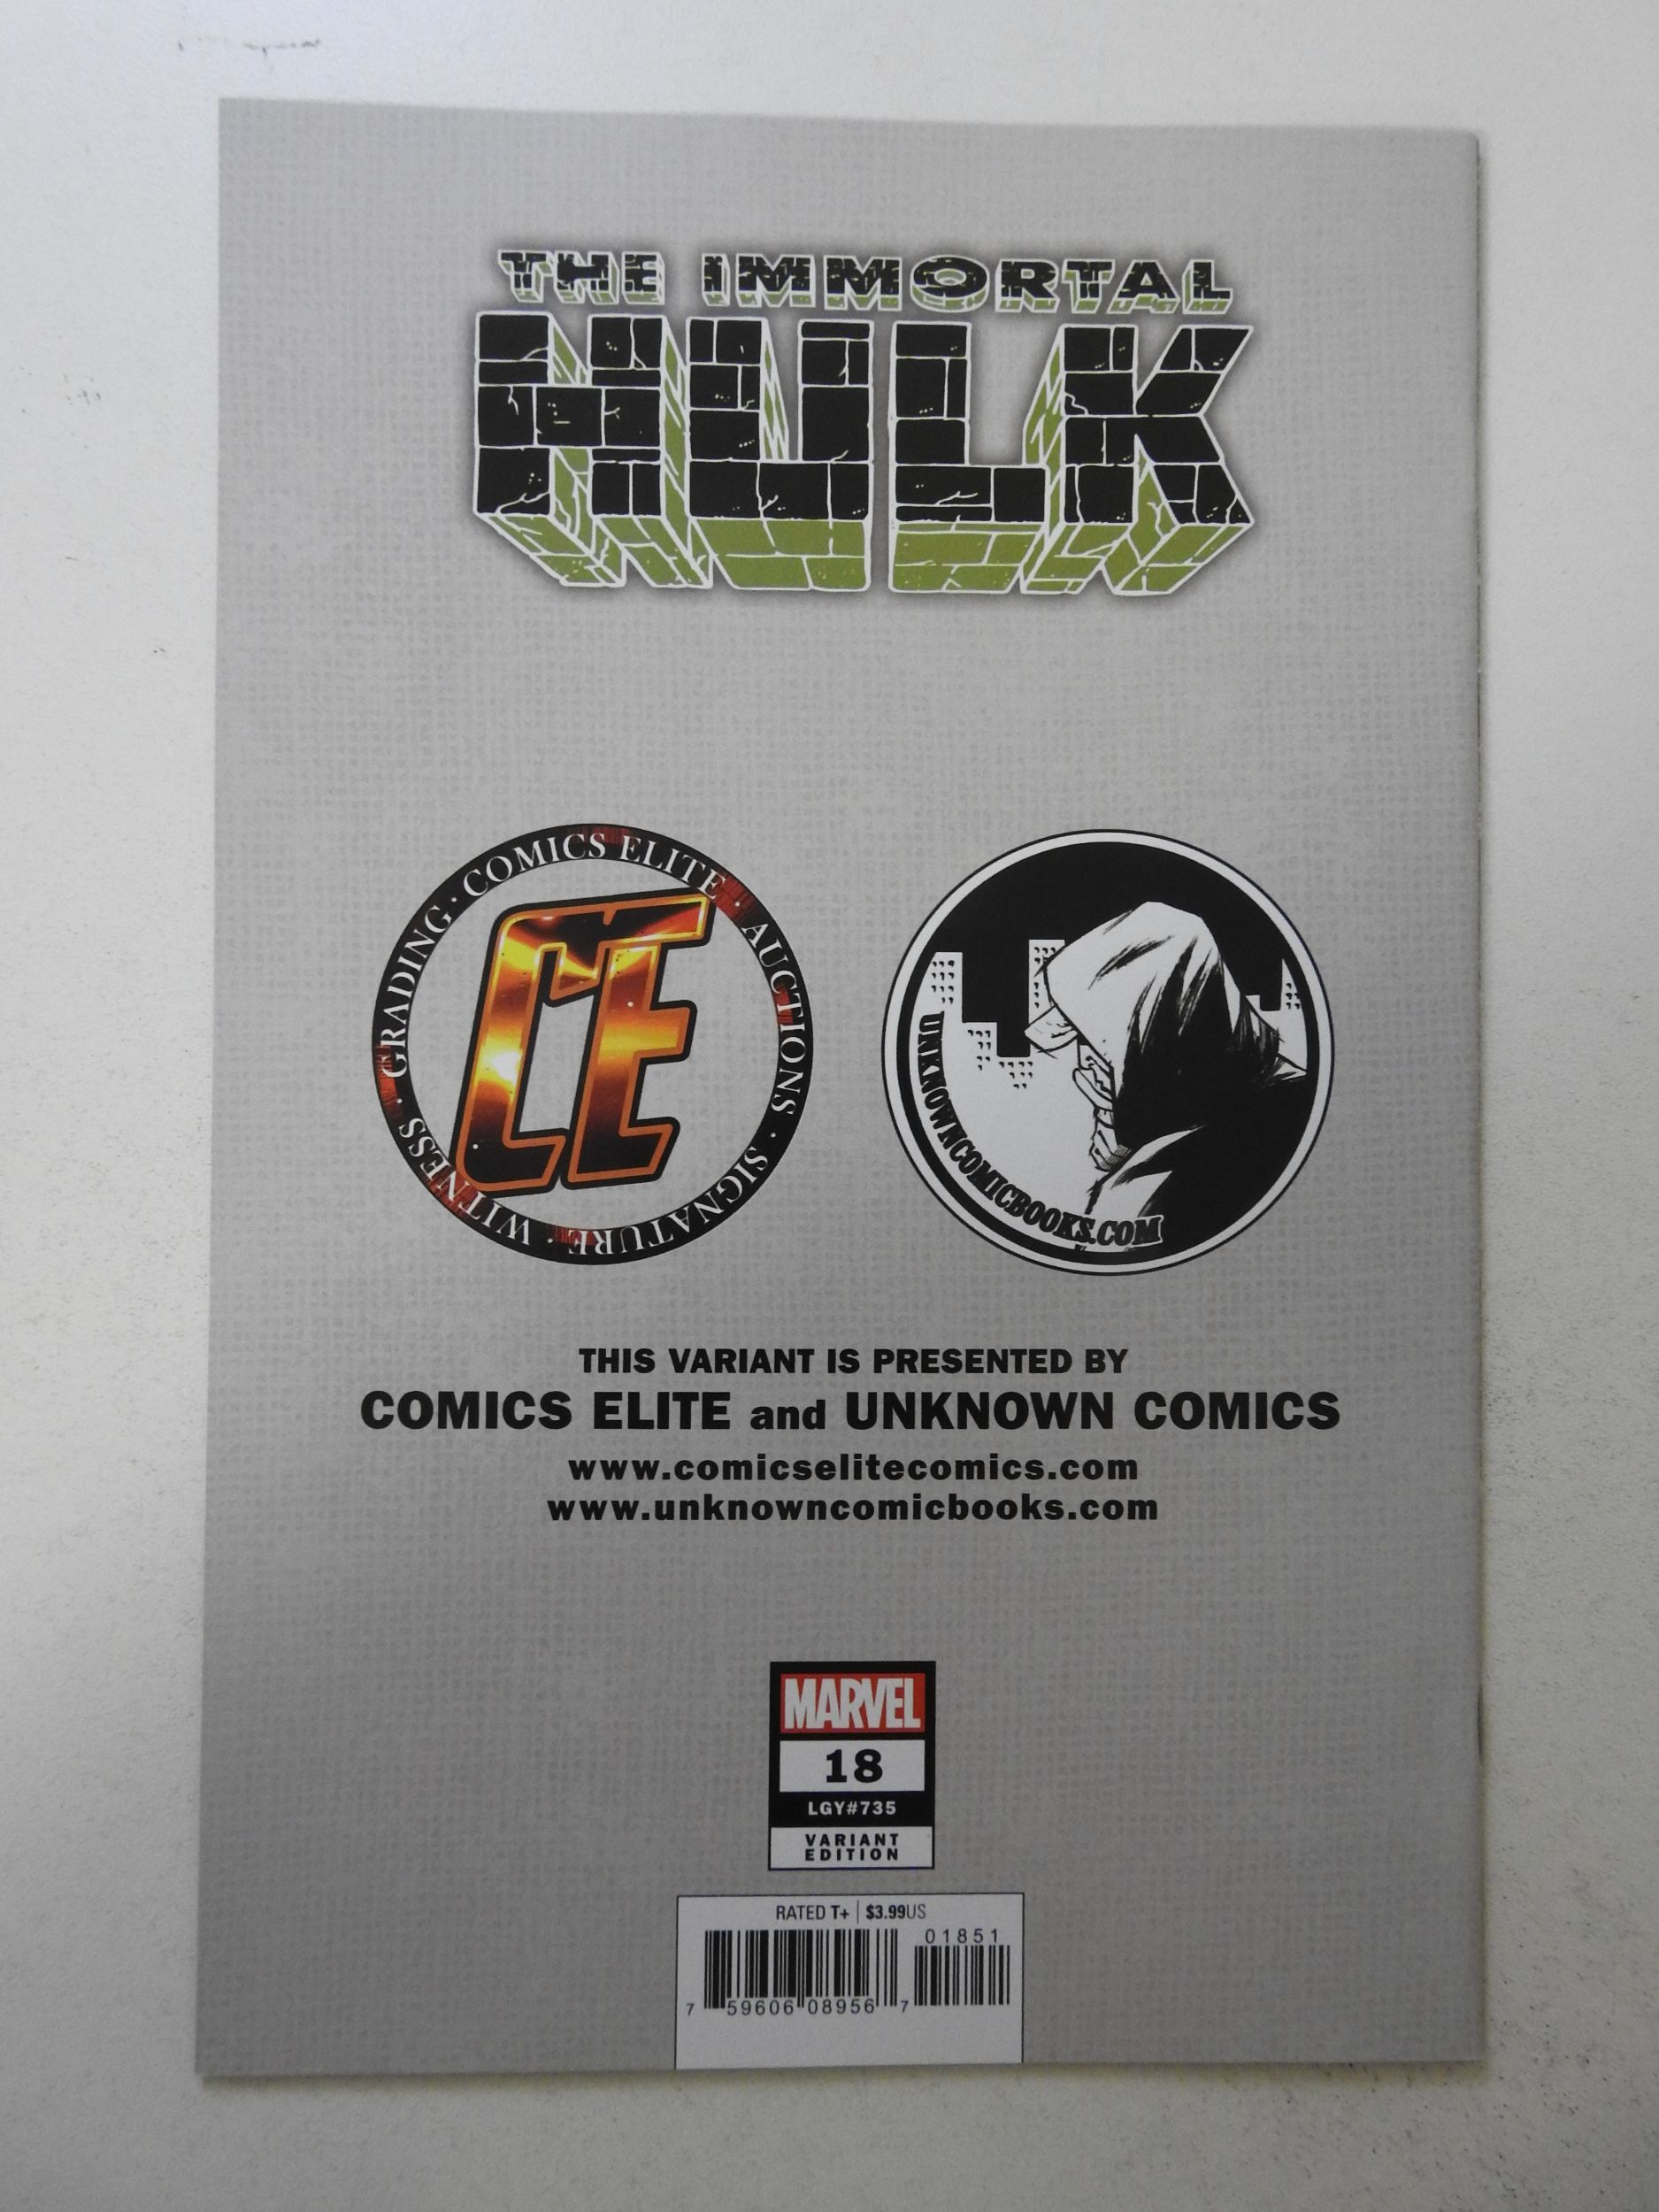 THE IMMORTAL
HULK
COMICS ELITE · AUCTIONS · SIGNATURE · WITNESS · GRADING ·
CE
UNKNOWNCOMICBOOKS.COM
THIS VARIANT IS PRESENTED BY
COMICS ELITE and UNKNOWN COMICS
www.comicselitecomics.com
www.unknowncomicbooks.com
MARVEL
18
LGY#735
VARIANT
EDITION
RATED T+ | $3.99US
01851
7 59606 08956 7